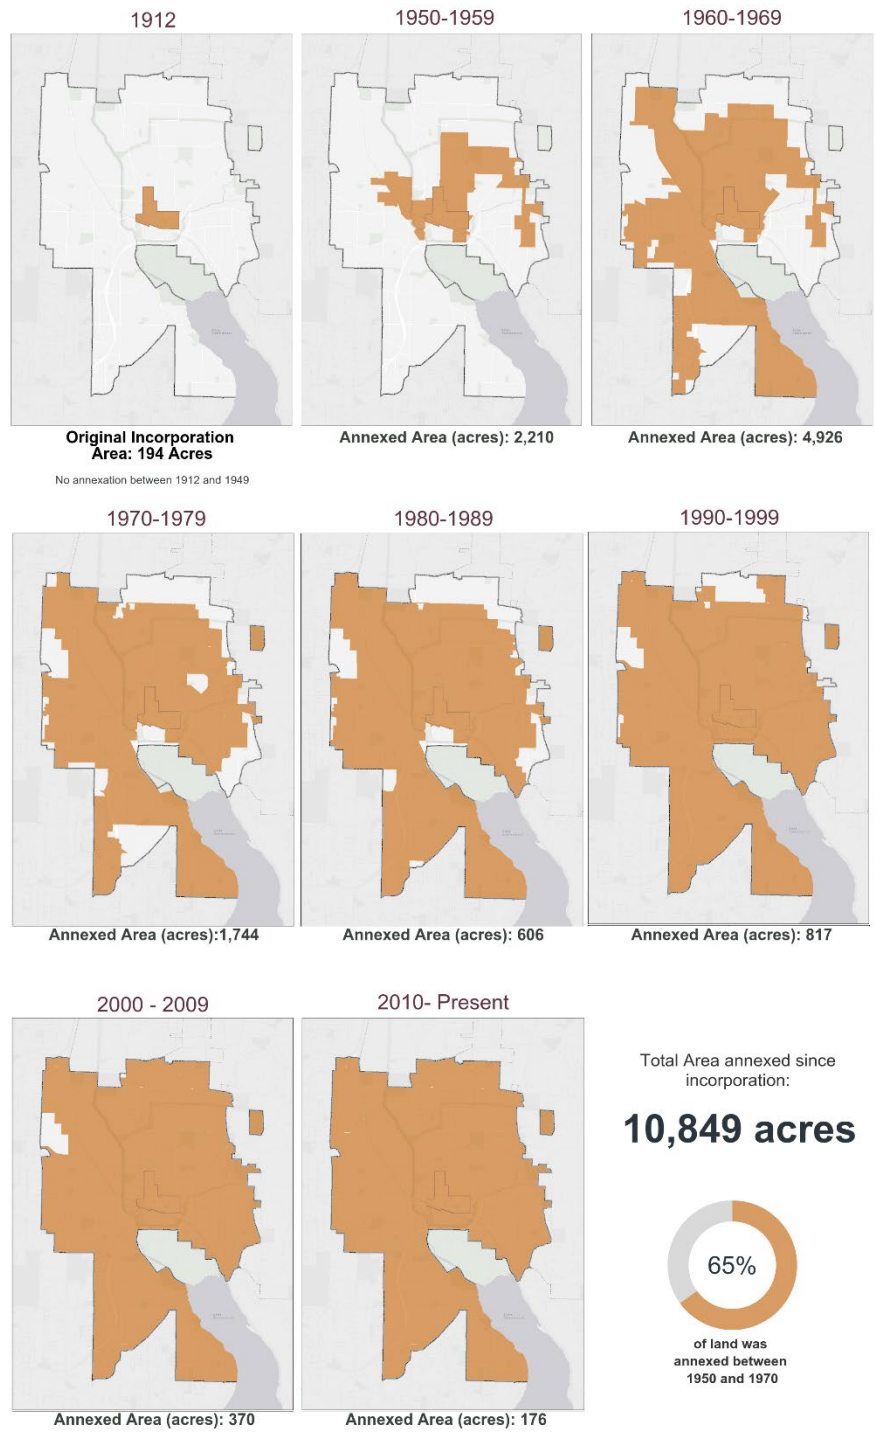 1912
1950-1959
1960-1969
Original Incorporation
Area: 194 Acres
No annexation between 1912 and 1949
Annexed Area (acres): 2,210
Annexed Area (acres): 4,926
1970-1979
1980-1989
1990-1999
Annexed Area (acres):1,744
Annexed Area (acres): 606
Annexed Area (acres): 817
2000 - 2009
2010- Present
Annexed Area (acres): 370
Annexed Area (acres): 176
Total Area annexed since
incorporation:
10,849 acres
65%
of land was
annexed between
1950 and 1970